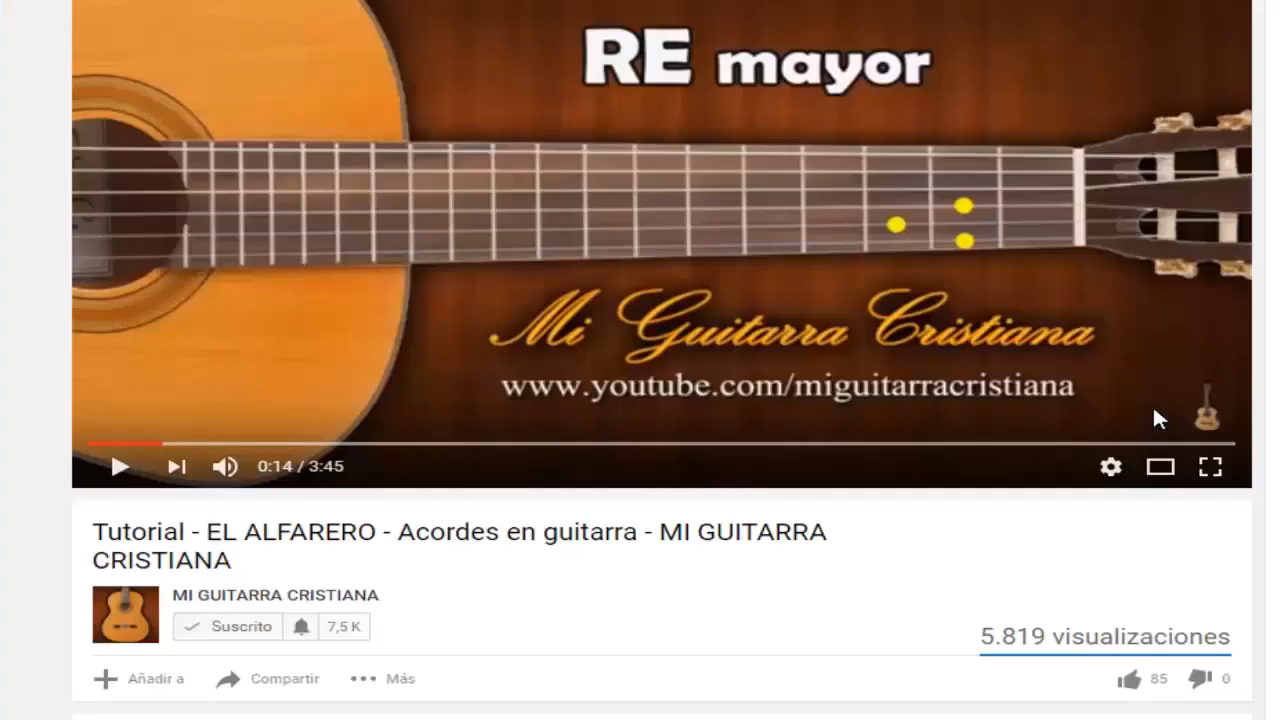 RE mayor
Mi Guitarra Cristiana
www.youtube.com/miguitarracristiana
0:14 / 3:45
Tutorial - EL ALFARERO - Acordes en guitarra - MI GUITARRA
CRISTIANA
MI GUITARRA CRISTIANA
Suscrito 7,5 K
5.819 visualizaciones
Añadir a Compartir Más 85 0